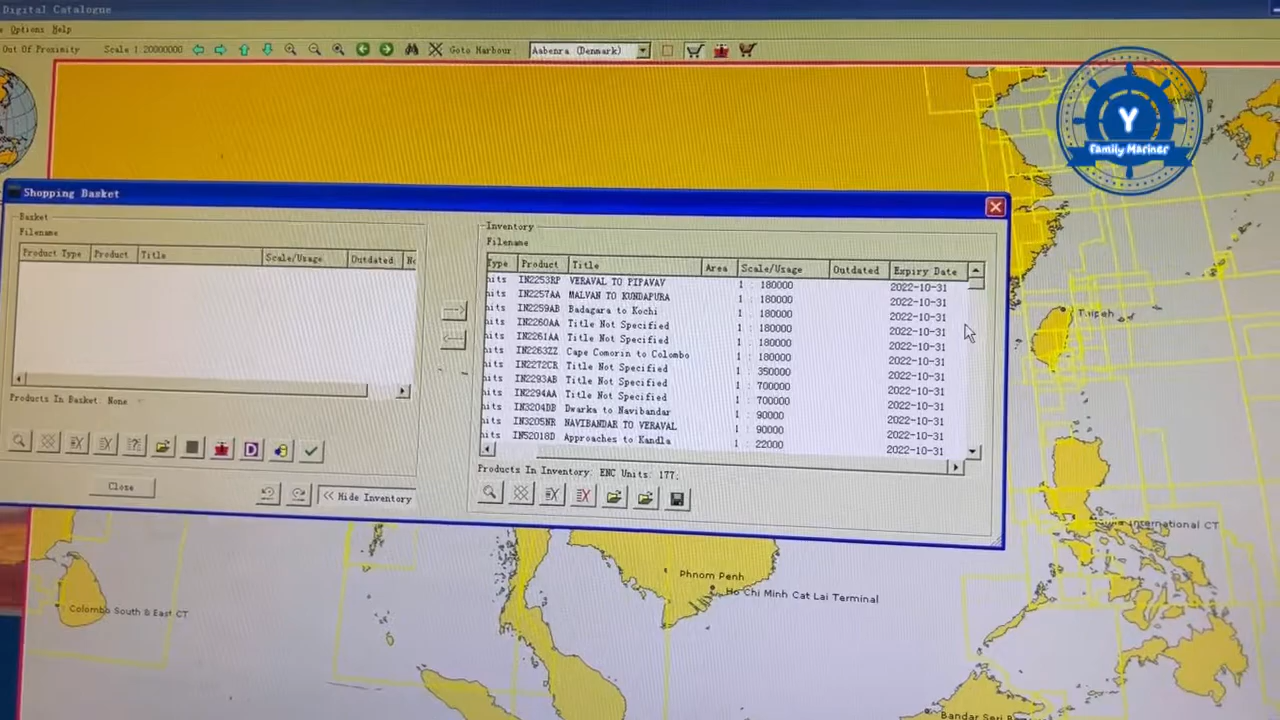 Digital Catalogue
Options Help
Out Of Proximity Scale 1:20000000 Goto Harbour: Aabenra (Denmark)
Y
Family Mariner
Shopping Basket
Basket
Filename
Product Type Product Title Scale/Usage Outdated
Products In Basket: None
Close
<< Hide Inventory
Inventory
Filename
Type Product Title Area Scale/Usage Outdated Expiry Date
nits IN2253RP VERAVAL TO PIPAVAV 1 : 180000 2022-10-31
nits IN2257AA MALVAN TO KUNDAPURA 1 : 180000 2022-10-31
nits IN2259AB Badagara to Kochi 1 : 180000 2022-10-31
nits IN2260AA Title Not Specified 1 : 180000 2022-10-31
nits IN2261AA Title Not Specified 1 : 180000 2022-10-31
nits IN2263ZZ Cape Comorin to Colombo 1 : 180000 2022-10-31
nits IN2272CR Title Not Specified 1 : 350000 2022-10-31
nits IN2293AB Title Not Specified 1 : 700000 2022-10-31
nits IN2294AA Title Not Specified 1 : 700000 2022-10-31
nits IN3204DB Dwarka to Navibandar 1 : 90000 2022-10-31
nits IN3205NR NAVIBANDAR TO VERAVAL 1 : 90000 2022-10-31
nits IN52018D Approaches to Kandla 1 : 22000 2022-10-31
Products In Inventory: ENC Units: 177;
Taipeh
International CT
Phnom Penh
Ho Chi Minh Cat Lai Terminal
Colombo South & East CT
Bandar Seri